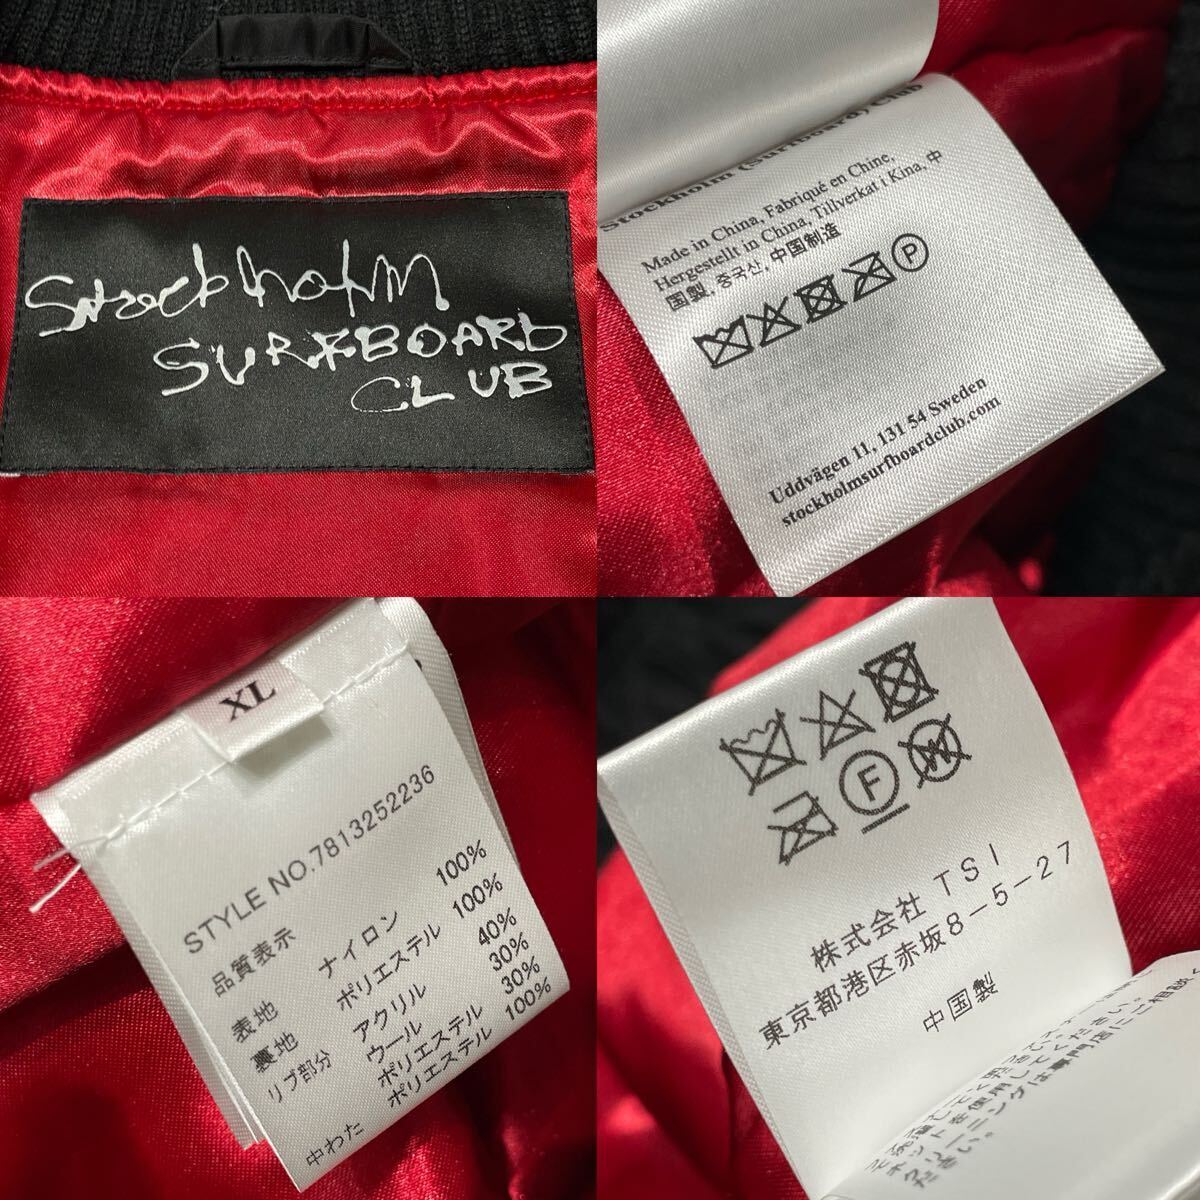 Stockholm
SURFBOARD
CLUB
Stockholm (Surfboard) Club
Made in China, Fabriqué en Chine,
Hergestellt in China, Tillverkat i Kina, 中
国製, 중국산, 中国制造
P
Uddvägen 11, 131 54 Sweden
stockholmsurfboardclub.com
XL
STYLE NO.7813252236
品質表示
表地 ナイロン 100%
裏地 ポリエステル 100%
リブ部分 アクリル 40%
ウール 30%
ポリエステル 30%
中わた ポリエステル 100%
F
W
株式会社 TSI
東京都港区赤坂8-5-27
中国製